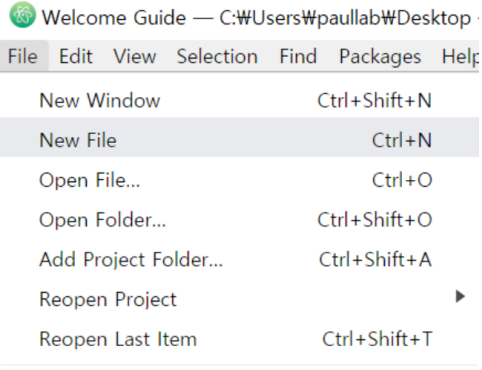 Welcome Guide — C:₩Users₩paullab₩Desktop -
File Edit View Selection Find Packages Help
New Window Ctrl+Shift+N
New File Ctrl+N
Open File... Ctrl+O
Open Folder... Ctrl+Shift+O
Add Project Folder... Ctrl+Shift+A
Reopen Project
Reopen Last Item Ctrl+Shift+T